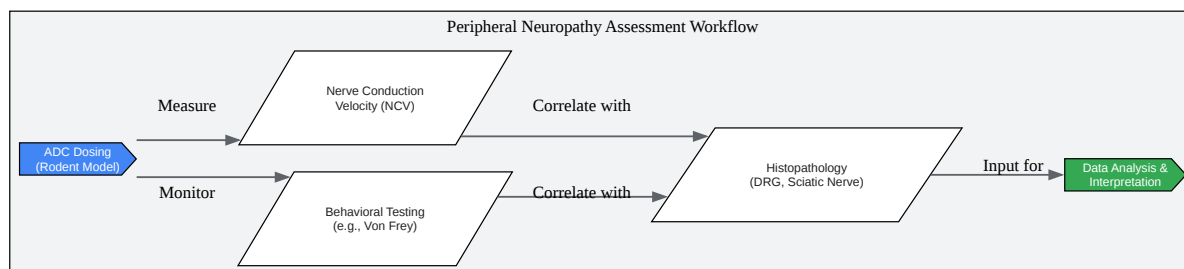 Peripheral Neuropathy Assessment Workflow
Measure
Nerve Conduction
Velocity (NCV)
Correlate with
ADC Dosing
(Rodent Model)
Monitor
Behavioral Testing
(e.g., Von Frey)
Correlate with
Histopathology
(DRG, Sciatic Nerve)
Input for
Data Analysis &
Interpretation